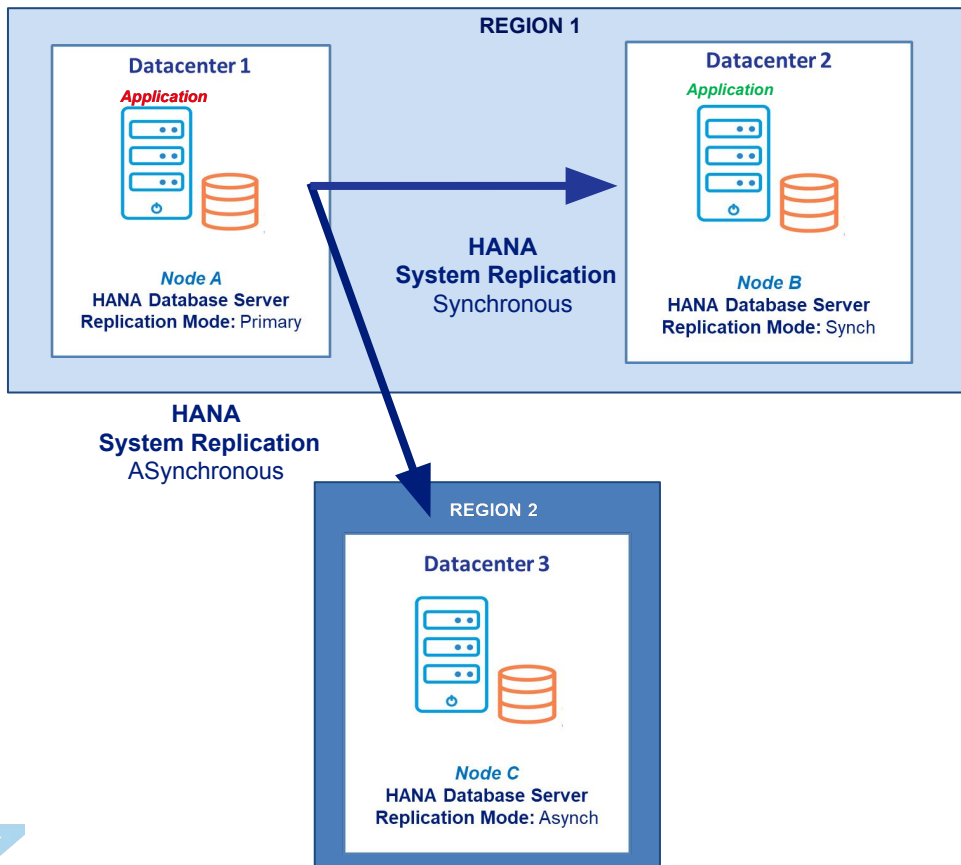 REGION 1
Datacenter 1
Application
Node A
HANA Database Server
Replication Mode: Primary
HANA
System Replication
Synchronous
Datacenter 2
Application
Node B
HANA Database Server
Replication Mode: Synch
HANA
System Replication
ASynchronous
REGION 2
Datacenter 3
Node C
HANA Database Server
Replication Mode: Asynch